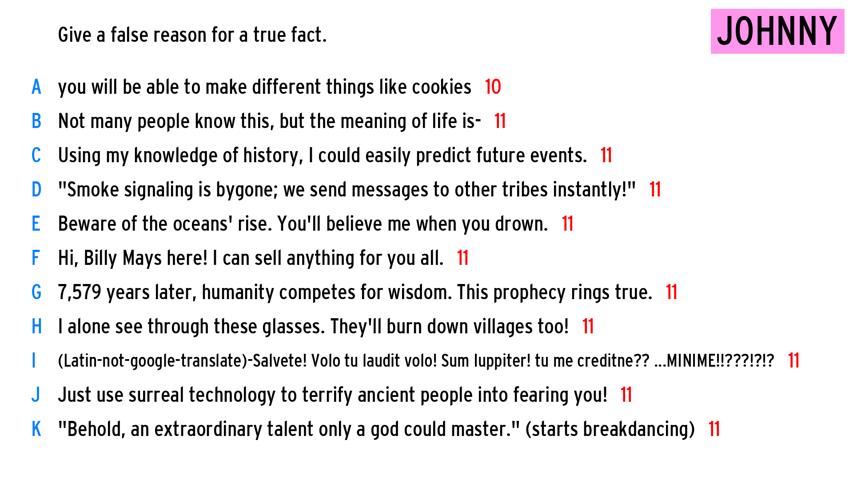 Give a false reason for a true fact.
JOHNNY
A you will be able to make different things like cookies 10
B Not many people know this, but the meaning of life is- 11
C Using my knowledge of history, I could easily predict future events. 11
D "Smoke signaling is bygone; we send messages to other tribes instantly!" 11
E Beware of the oceans' rise. You'll believe me when you drown. 11
F Hi, Billy Mays here! I can sell anything for you all. 11
G 7,579 years later, humanity competes for wisdom. This prophecy rings true. 11
H I alone see through these glasses. They'll burn down villages too! 11
I (Latin-not-google-translate)-Salvete! Volo tu laudit volo! Sum Iuppiter! tu me creditne?? ...MINIME!!???!?!? 11
J Just use surreal technology to terrify ancient people into fearing you! 11
K "Behold, an extraordinary talent only a god could master." (starts breakdancing) 11